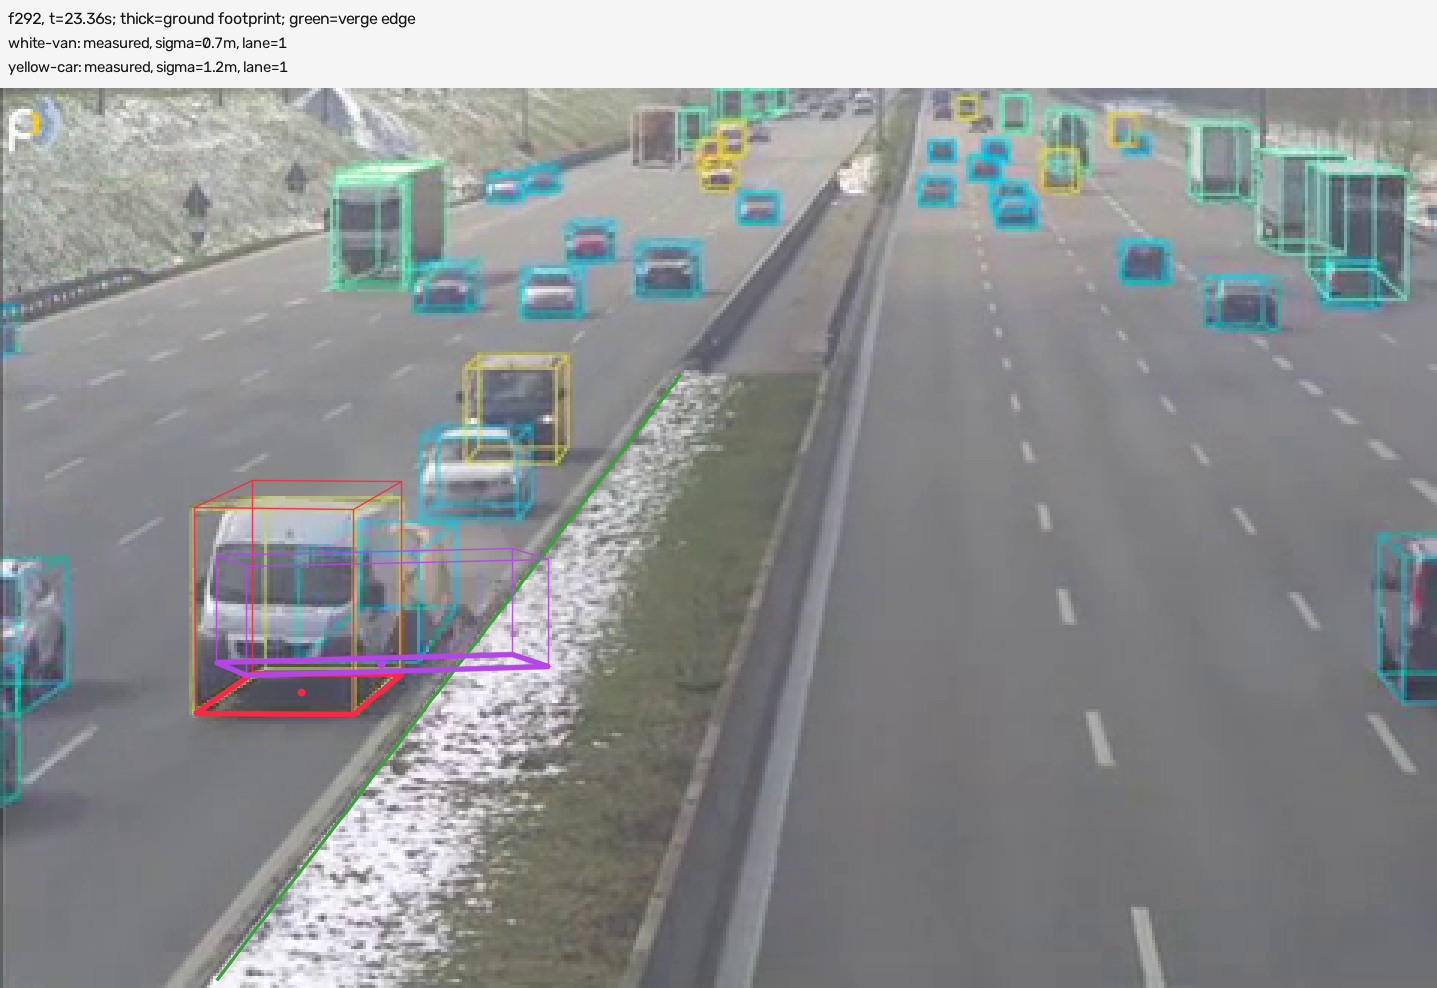 f292, t=23.36s; thick=ground footprint; green=verge edge
white-van: measured, sigma=0.7m, lane=1
yellow-car: measured, sigma=1.2m, lane=1